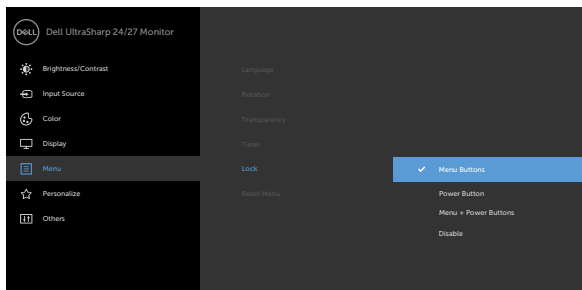 DELL
Dell UltraSharp 24/27 Monitor
Brightness/Contrast
Input Source
Color
Display
Menu
Personalize
Others
Language
Rotation
Transparency
Timer
Lock
Reset Menu
Menu Buttons
Power Button
Menu + Power Buttons
Disable